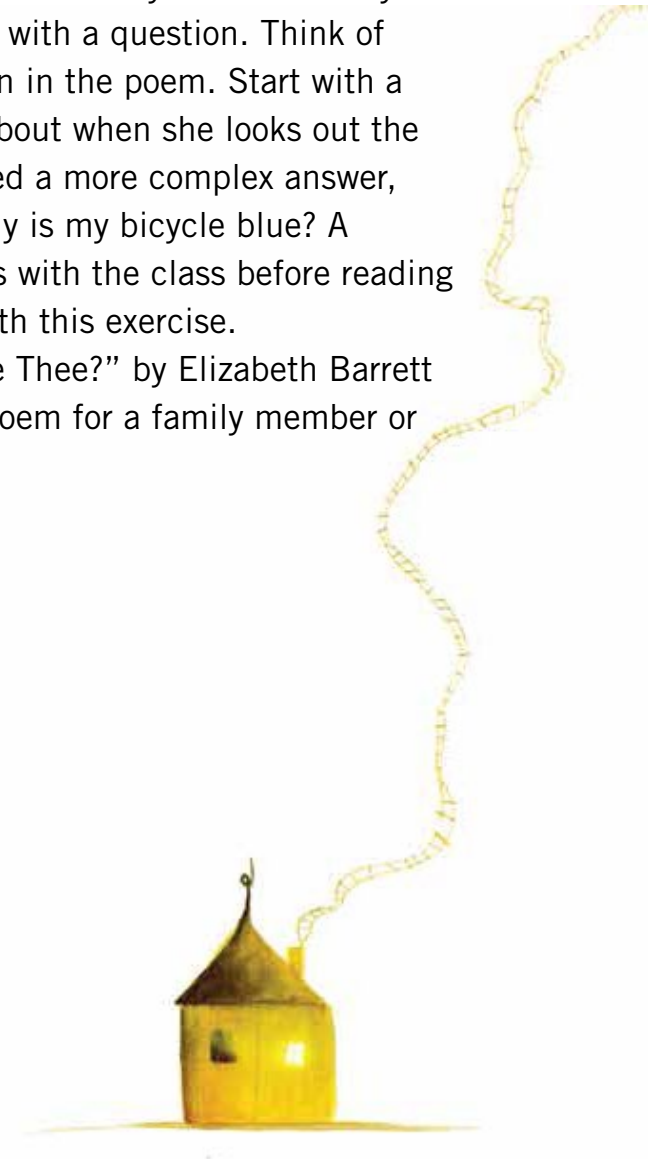 with a question. Think of
in the poem. Start with a
bout when she looks out the
ed a more complex answer,
y is my bicycle blue? A
s with the class before reading
th this exercise.
e Thee?” by Elizabeth Barrett
oem for a family member or